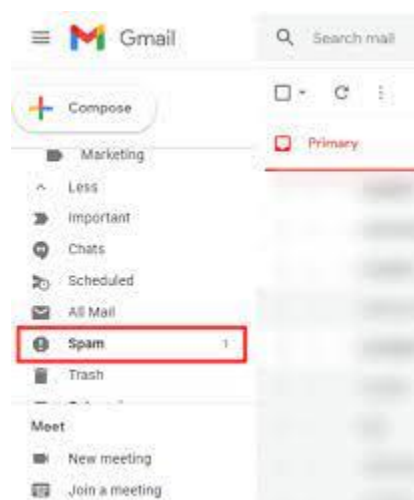 Gmail
Search mail
Compose
Primary
Marketing
Less
Important
Chats
Scheduled
All Mail
Spam 1
Trash
Meet
New meeting
Join a meeting